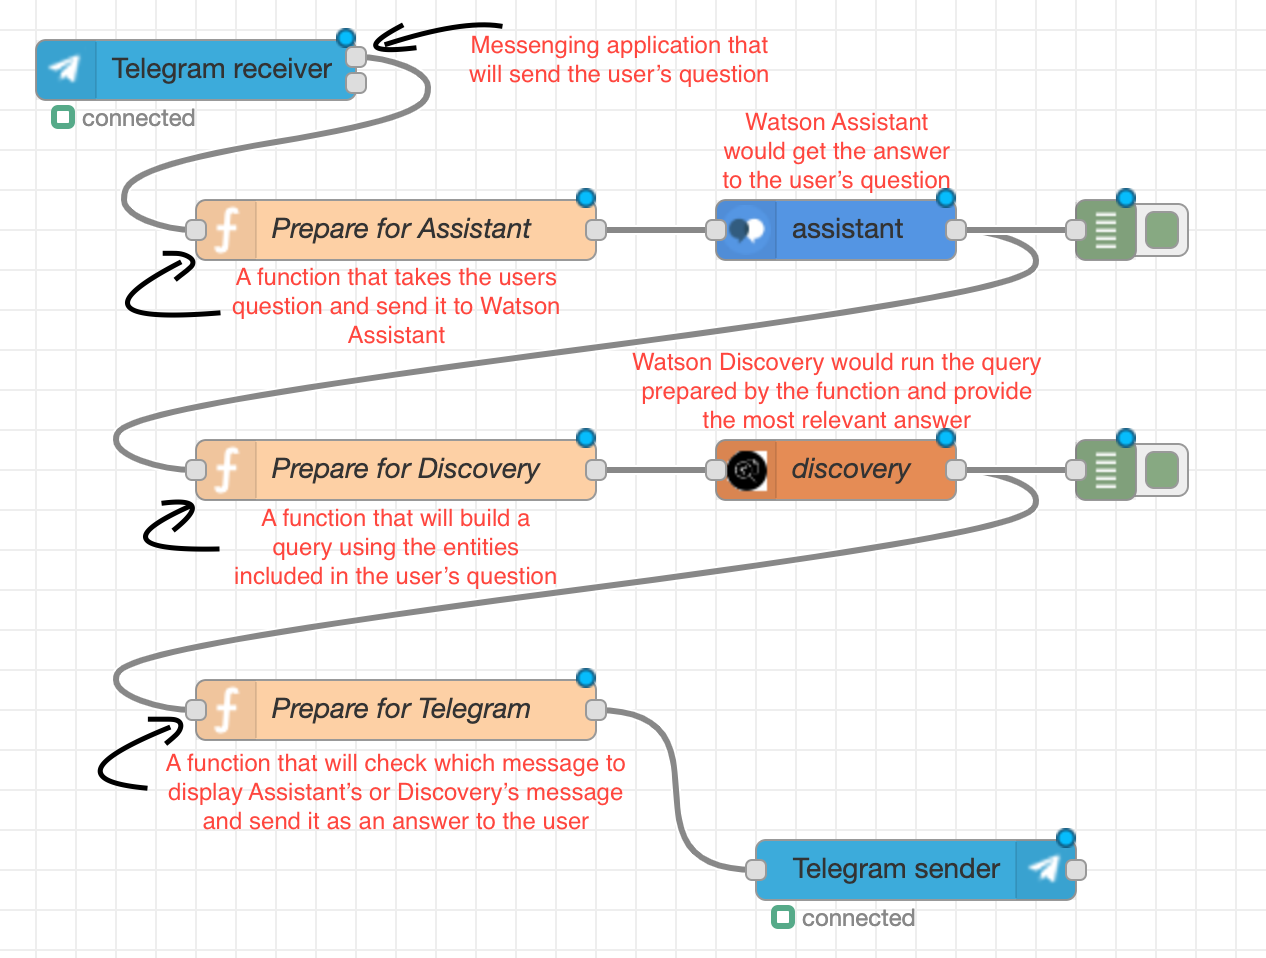 Messenging application that
will send the user's question
Telegram receiver
connected
Watson Assistant
would get the answer
to the user's question
Prepare for Assistant
assistant
A function that takes the users
question and send it to Watson
Assistant
Watson Discovery would run the query
prepared by the function and provide
the most relevant answer
Prepare for Discovery
discovery
A function that will build a
query using the entities
included in the user's question
Prepare for Telegram
A function that will check which message to
display Assistant's or Discovery's message
and send it as an answer to the user
Telegram sender
connected